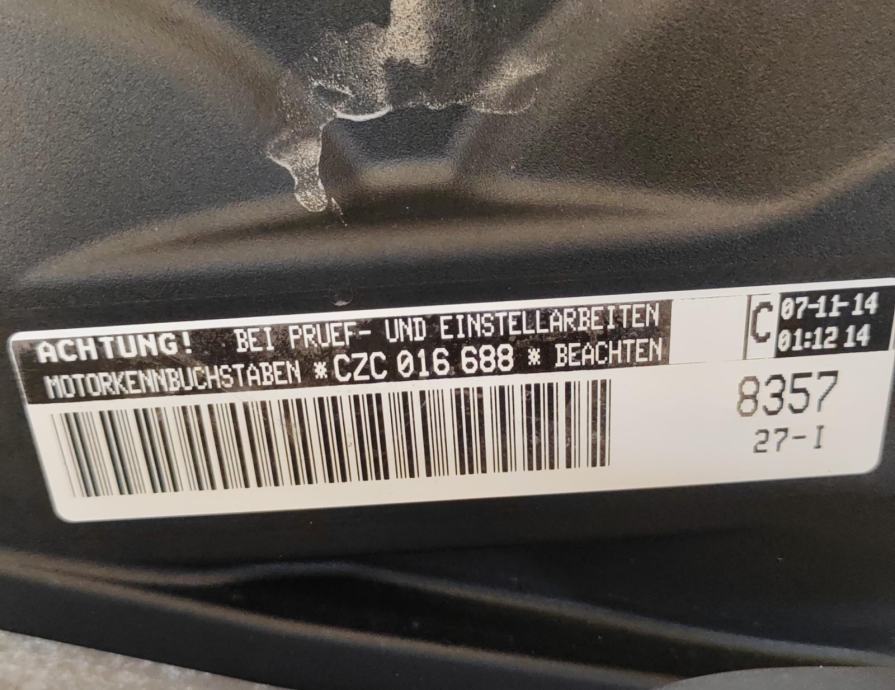 ACHTUNG! BEI PRUEF- UND EINSTELLARBEITEN
MOTORKENNBUCHSTABEN *CZC 016 688* BEACHTEN
C 07-11-14
01:12 14
8357
27-I